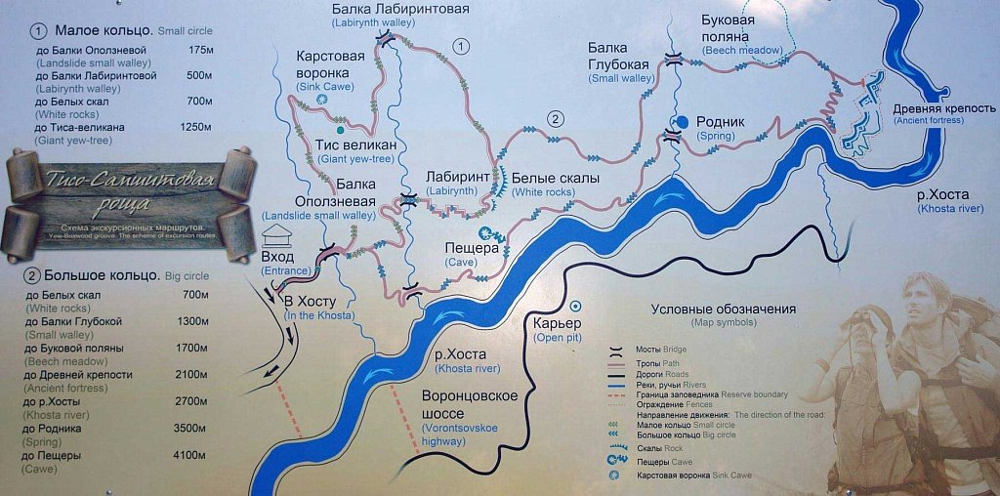 1 Малое кольцо. Small circle
до Балки Оползневой 175м
(Landslide small walley)
до Балки Лабиринтовой 500м
(Labirynth walley)
до Белых скал 700м
(White rocks)
до Тиса-великана 1250м
(Giant yew-tree)
Тисо-Самшитовая
роща
Схема экскурсионных маршрутов.
Yew-Boxwood groove. The scheme of excursion routes.
2 Большое кольцо. Big circle
до Белых скал 700м
(White rocks)
до Балки Глубокой 1300м
(Small walley)
до Буковой поляны 1700м
(Beech meadow)
до Древней крепости 2100м
(Ancient fortress)
до р.Хосты 2700м
(Khosta river)
до Родника 3500м
(Spring)
до Пещеры 4100м
(Cawe)
Балка Лабиринтовая
(Labirynth walley)
1
Карстовая
воронка
(Sink Cawe)
Тис великан
(Giant yew-tree)
Балка
Оползневая
(Landslide small walley)
Вход
(Entrance)
В Хосту
(In the Khosta)
Лабиринт
(Labirynth)
Белые скалы
(White rocks)
2
Пещера
(Cave)
Балка
Глубокая
(Small walley)
Буковая
поляна
(Beech meadow)
Родник
(Spring)
Древняя крепость
(Ancient fortress)
р.Хоста
(Khosta river)
р.Хоста
(Khosta river)
Карьер
(Open pit)
Воронцовское
шоссе
(Vorontsovskoe
highway)
Условные обозначения
(Map symbols)
Мосты Bridge
Тропы Path
Дороги Roads
Реки, ручьи Rivers
Граница заповедника Reserve boundary
Ограждение Fences
Направление движения: The direction of the road:
Малое кольцо Small circle
Большое кольцо Big circle
Скалы Rock
Пещеры Cawe
Карстовая воронка Sink Cawe